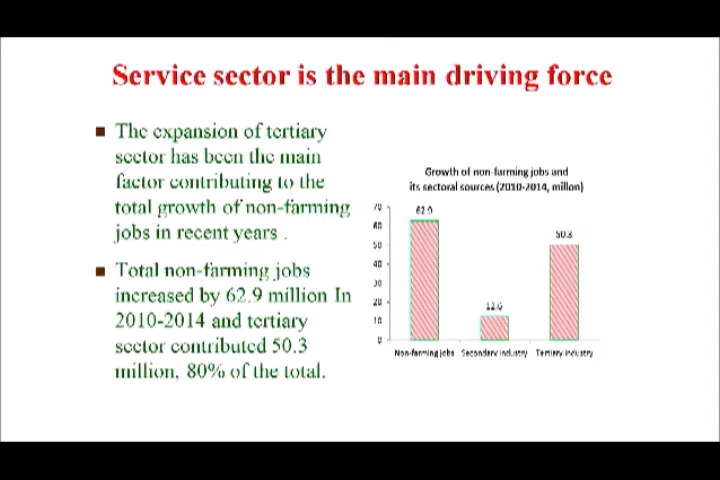 Service sector is the main driving force
■ The expansion of tertiary
sector has been the main
factor contributing to the
total growth of non-farming
jobs in recent years .
■ Total non-farming jobs
increased by 62.9 million In
2010-2014 and tertiary
sector contributed 50.3
million, 80% of the total.
Growth of non-farming jobs and
its sectoral sources (2010-2014, millon)
70
60
50
40
30
20
10
0
62.9
12.6
50.3
Non-farming jobs Secondary industry Tertiary industry